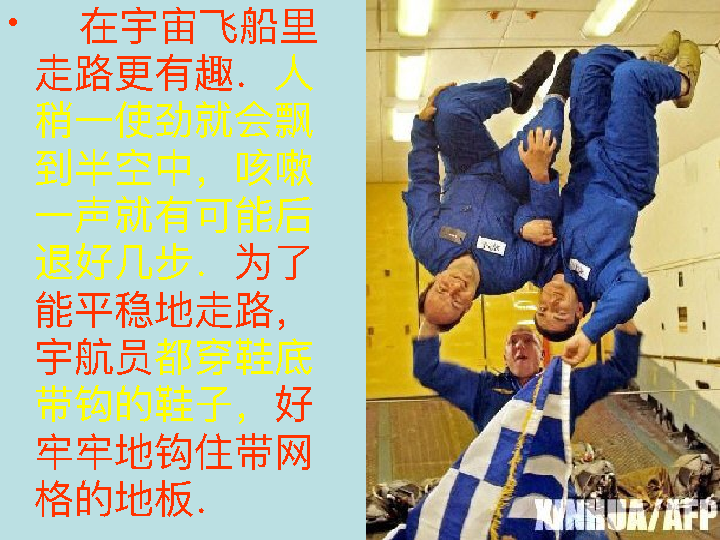 • 在宇宙飞船里
走路更有趣．人
稍一使劲就会飘
到半空中，咳嗽
一声就有可能后
退好几步．为了
能平稳地走路，
宇航员都穿鞋底
带钩的鞋子，好
牢牢地钩住带网
格的地板．
XINHUA/AFP